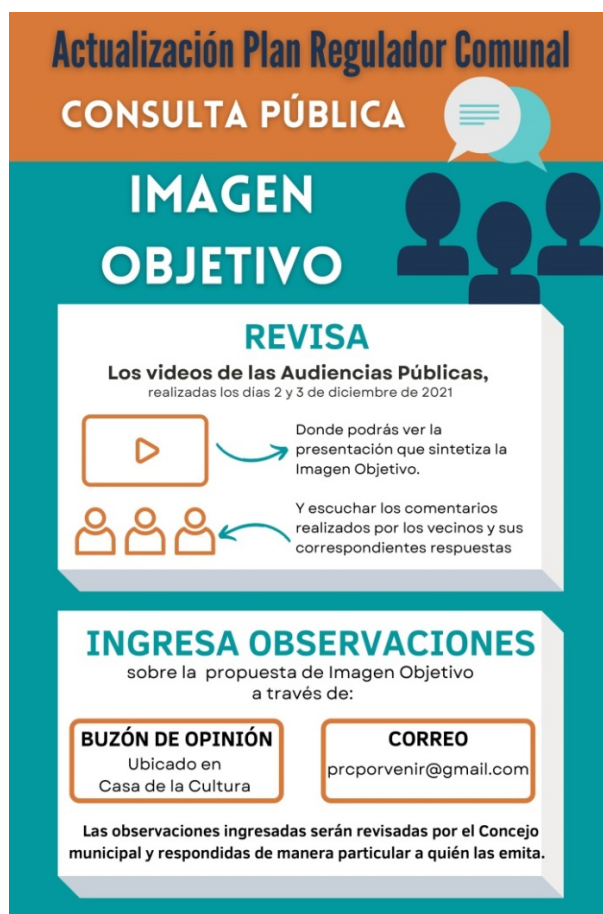 Actualización Plan Regulador Comunal
CONSULTA PÚBLICA
IMAGEN
OBJETIVO
REVISA
Los videos de las Audiencias Públicas,
realizadas los días 2 y 3 de diciembre de 2021
Donde podrás ver la
presentación que sintetiza la
Imagen Objetivo.
Y escuchar los comentarios
realizados por los vecinos y sus
correspondientes respuestas
INGRESA OBSERVACIONES
sobre la propuesta de Imagen Objetivo
a través de:
BUZÓN DE OPINIÓN
Ubicado en
Casa de la Cultura
CORREO
prcporvenir@gmail.com
Las observaciones ingresadas serán revisadas por el Concejo
municipal y respondidas de manera particular a quién las emita.